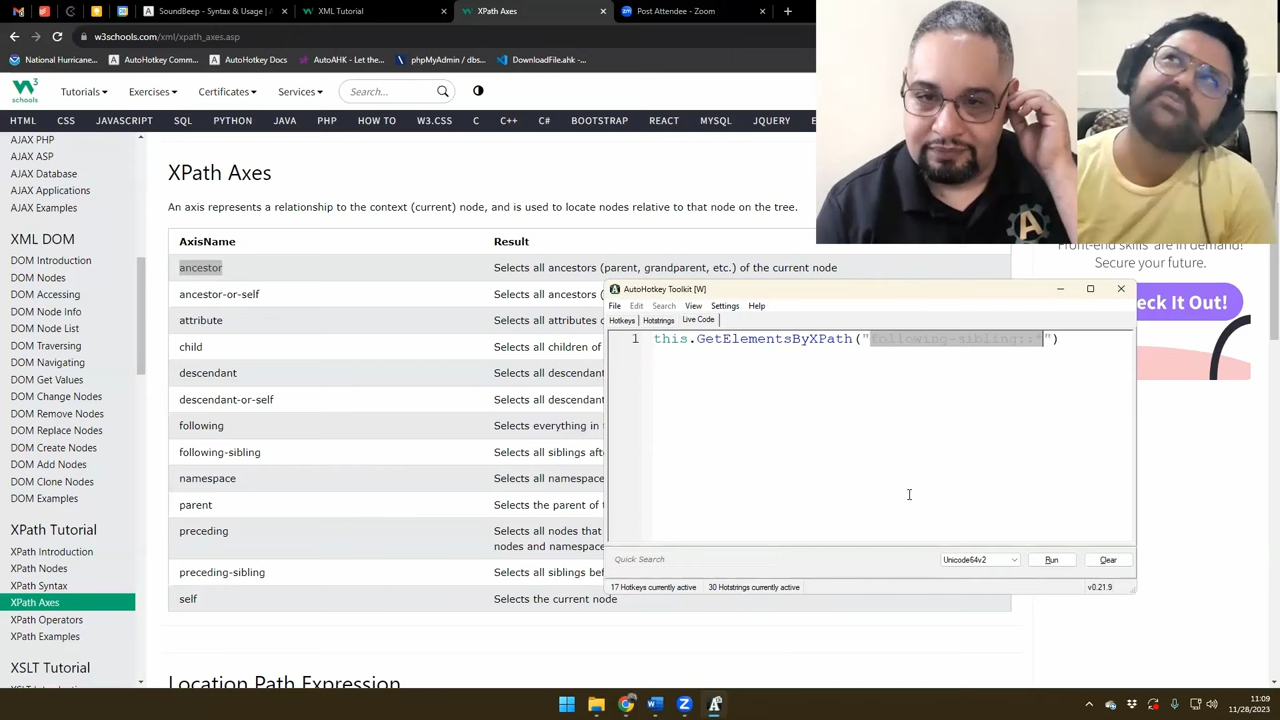 SoundBeep - Syntax & Usage | A
XML Tutorial
XPath Axes
Post Attendee - Zoom
w3schools.com/xml/xpath_axes.asp
National Hurricane...
AutoHotkey Comm...
AutoHotkey Docs
AutoAHK - Let the...
phpMyAdmin / dbs...
DownloadFile.ahk -...
W3
schools
Tutorials
Exercises
Certificates
Services
Search...
HTML
CSS
JAVASCRIPT
SQL
PYTHON
JAVA
PHP
HOW TO
W3.CSS
C
C++
C#
BOOTSTRAP
REACT
MYSQL
JQUERY
AJAX PHP
AJAX ASP
AJAX Database
AJAX Applications
AJAX Examples
XML DOM
DOM Introduction
DOM Nodes
DOM Accessing
DOM Node Info
DOM Node List
DOM Traversing
DOM Navigating
DOM Get Values
DOM Change Nodes
DOM Remove Nodes
DOM Replace Nodes
DOM Create Nodes
DOM Add Nodes
DOM Clone Nodes
DOM Examples
XPath Tutorial
XPath Introduction
XPath Nodes
XPath Syntax
XPath Axes
XPath Operators
XPath Examples
XSLT Tutorial
XPath Axes
An axis represents a relationship to the context (current) node, and is used to locate nodes relative to that node on the tree.
AxisName Result
ancestor Selects all ancestors (parent, grandparent, etc.) of the current node
ancestor-or-self Selects all ancestors (
attribute Selects all attributes
child Selects all children of
descendant Selects all descendant
descendant-or-self Selects all descendant
following Selects everything in
following-sibling Selects all siblings afte
namespace Selects all namespace
parent Selects the parent of t
preceding Selects all nodes that
nodes and namespace
preceding-sibling Selects all siblings bef
self Selects the current node
Location Path Expression
Front-end skills are in demand!
Secure your future.
eck It Out!
AutoHotkey Toolkit [W]
File Edit Search View Settings Help
Hotkeys Hotstrings Live Code
1 this.GetElementsByXPath("following-sibling::*")
Quick Search
Unicode64v2
Run
Clear
17 Hotkeys currently active 30 Hotstrings currently active v0.21.9
11:09
11/28/2023